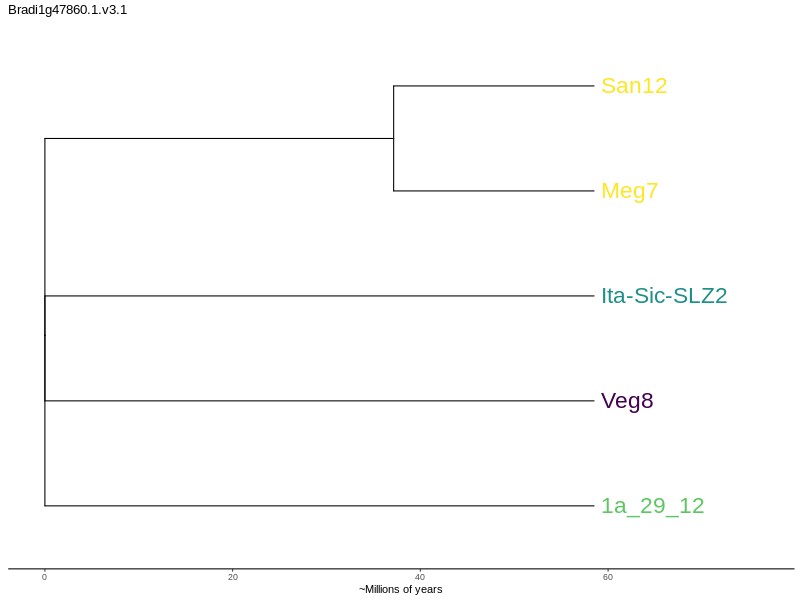 Bradi1g47860.1.v3.1
San12
Meg7
Ita-Sic-SLZ2
Veg8
1a_29_12
0 20 40 60
~Millions of years